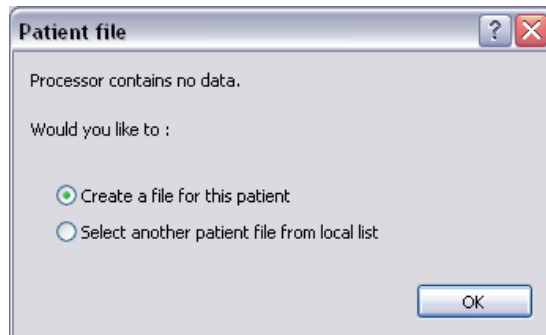 Patient file
Processor contains no data.
Would you like to :
Create a file for this patient
Select another patient file from local list
OK